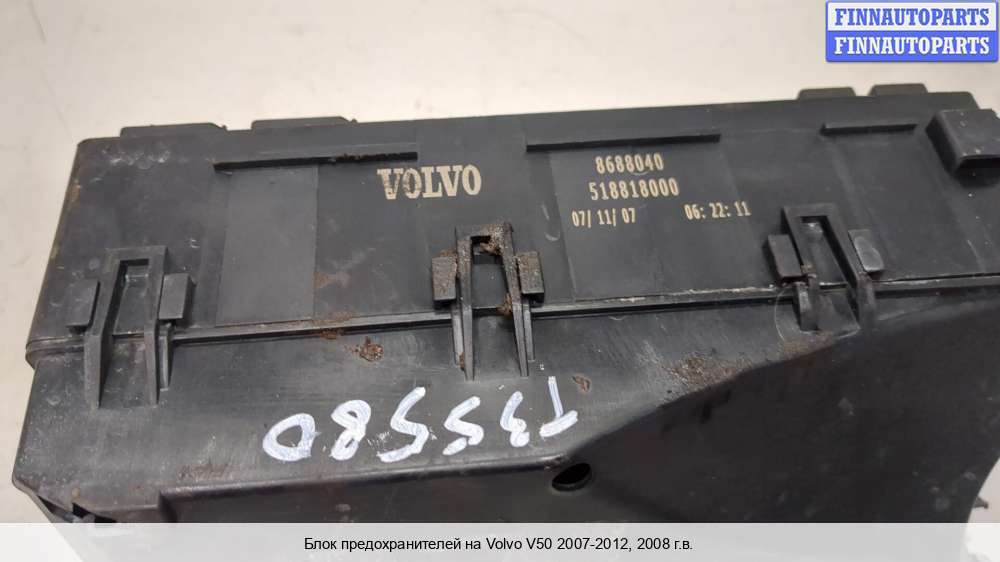 FINNAUTOPARTS
FINNAUTOPARTS
VOLVO
8688040
518818000
07/ 11/ 07 06: 22: 11
T35580
Блок предохранителей на Volvo V50 2007-2012, 2008 г.в.